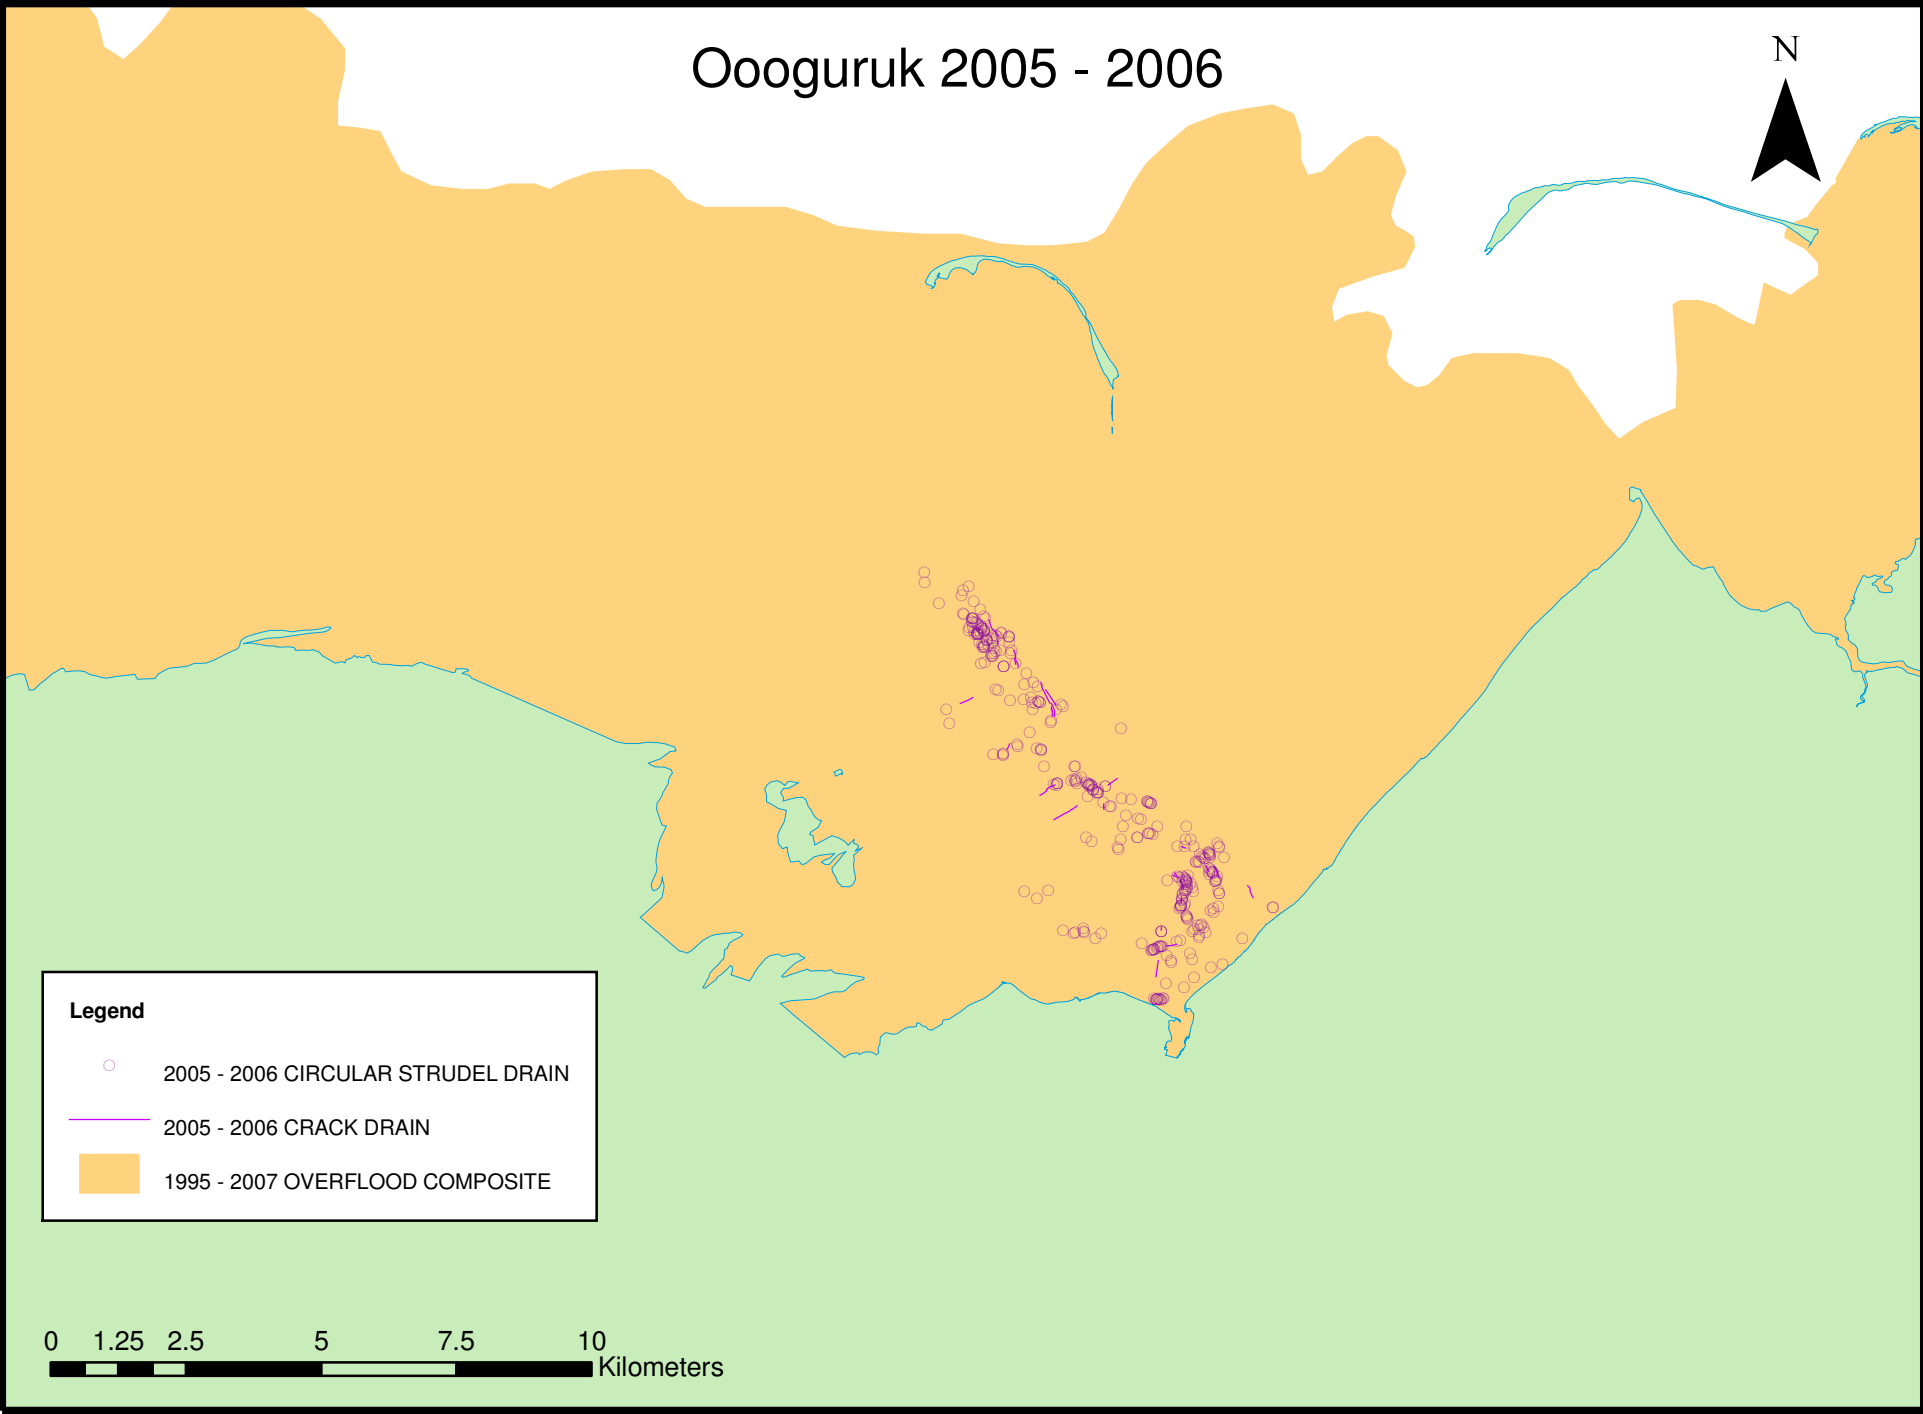 Oooguruk 2005 - 2006
N
Legend
2005 - 2006 CIRCULAR STRUDEL DRAIN
2005 - 2006 CRACK DRAIN
1995 - 2007 OVERFLOOD COMPOSITE
0 1.25 2.5 5 7.5 10
Kilometers